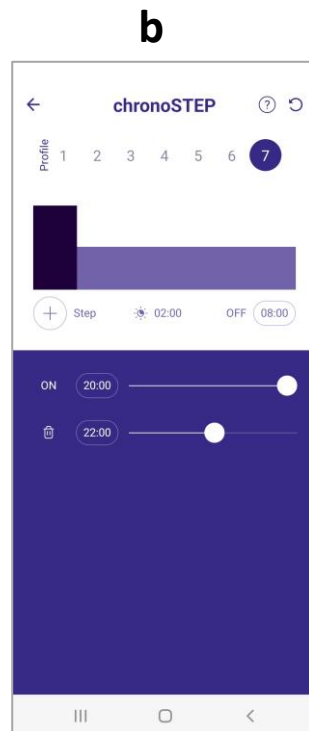 b
chronoSTEP ?
Profile 1 2 3 4 5 6 7
+ Step 02:00 OFF 08:00
ON 20:00
22:00